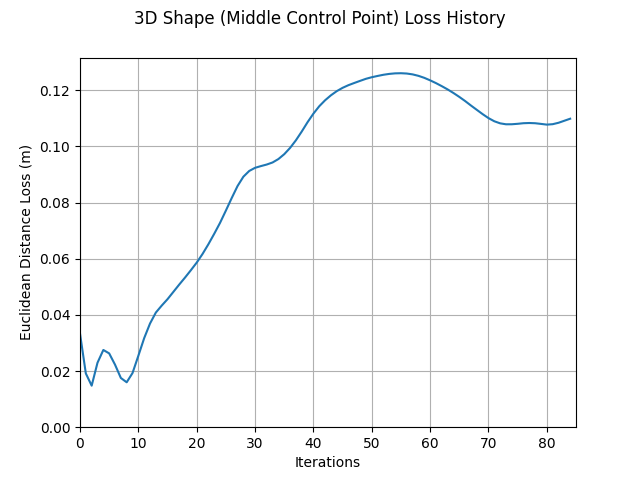 3D Shape (Middle Control Point) Loss History
0.12
0.10
0.08
0.06
0.04
0.02
0.00
Euclidean Distance Loss (m)
0 10 20 30 40 50 60 70 80
Iterations